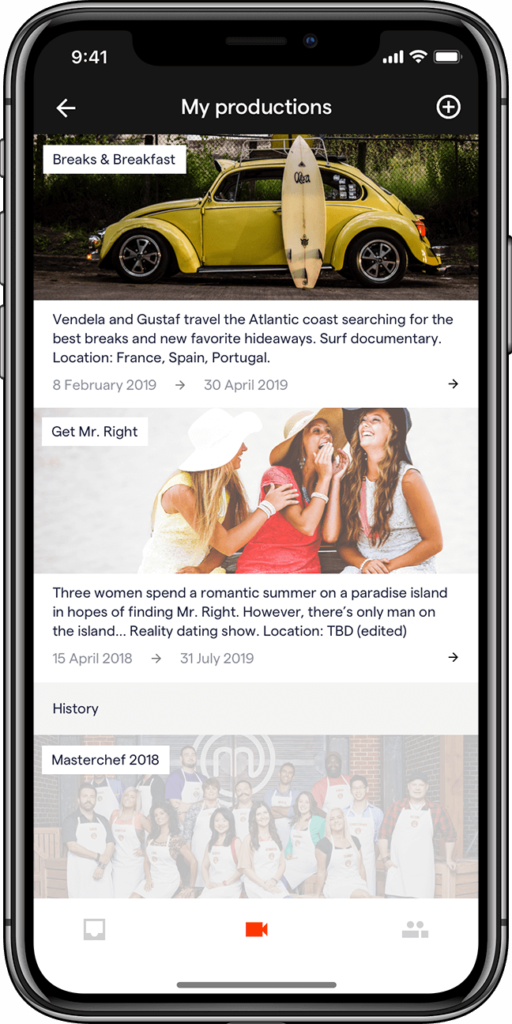 9:41
My productions
Breaks & Breakfast
Vendela and Gustaf travel the Atlantic coast searching for the
best breaks and new favorite hideaways. Surf documentary.
Location: France, Spain, Portugal.
8 February 2019 → 30 April 2019 →
Get Mr. Right
Three women spend a romantic summer on a paradise island
in hopes of finding Mr. Right. However, there’s only man on
the island... Reality dating show. Location: TBD (edited)
15 April 2018 → 31 July 2019 →
History
Masterchef 2018